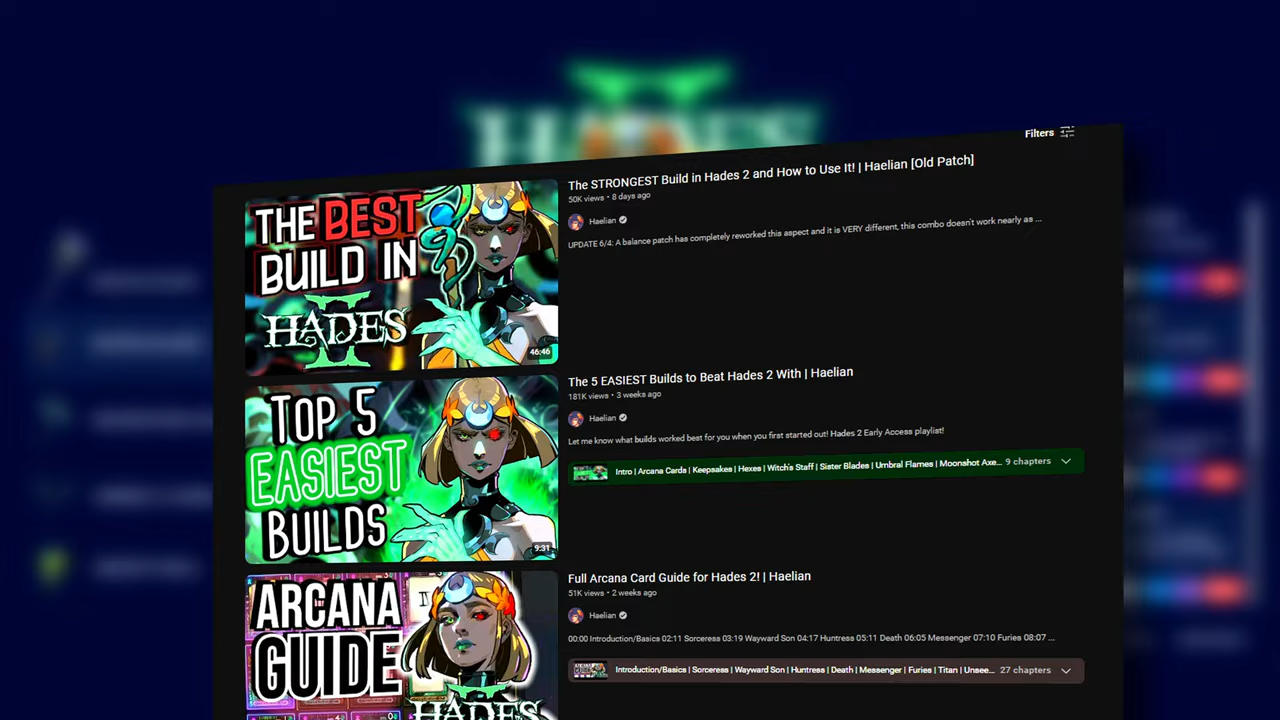 HADES
Filters
THE BEST
BUILD IN
HADES
II
46:46
The STRONGEST Build in Hades 2 and How to Use It! | Haelian [Old Patch]
50K views • 8 days ago
Haelian
UPDATE 6/4: A balance patch has completely reworked this aspect and it is VERY different, this combo doesn't work nearly as ...
TOP 5
EASIEST
BUILDS
9:31
The 5 EASIEST Builds to Beat Hades 2 With | Haelian
181K views • 3 weeks ago
Haelian
Let me know what builds worked best for you when you first started out! Hades 2 Early Access playlist!
Intro | Arcana Cards | Keepsakes | Hexes | Witch's Staff | Sister Blades | Umbral Flames | Moonshot Axe... 9 chapters
ARCANA
GUIDE
HADES
Full Arcana Card Guide for Hades 2! | Haelian
51K views • 2 weeks ago
Haelian
00:00 Introduction/Basics 02:11 Sorceress 03:19 Wayward Son 04:17 Huntress 05:11 Death 06:05 Messenger 07:10 Furies 08:07 ...
Introduction/Basics | Sorceress | Wayward Son | Huntress | Death | Messenger | Furies | Titan | Unsee... 27 chapters